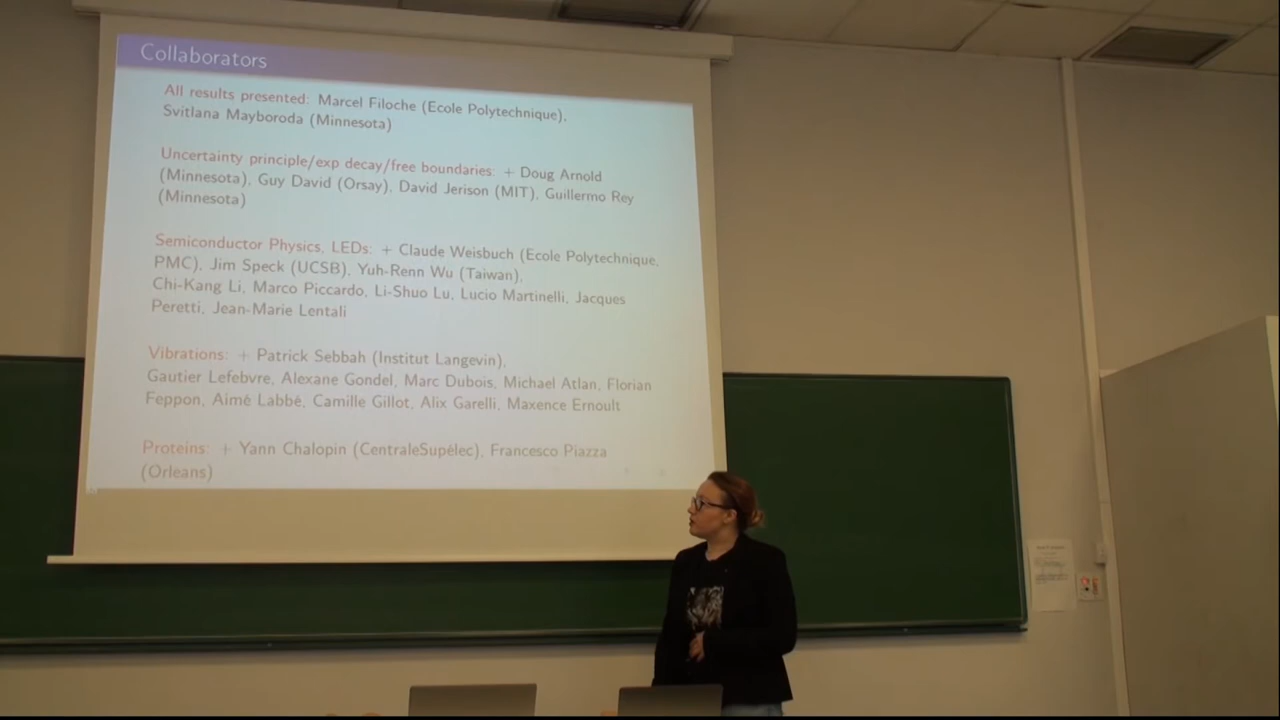 Collaborators
All results presented: Marcel Filoche (Ecole Polytechnique),
Svitlana Mayboroda (Minnesota)
Uncertainty principle/exp decay/free boundaries: + Doug Arnold
(Minnesota), Guy David (Orsay), David Jerison (MIT), Guillermo Rey
(Minnesota)
Semiconductor Physics, LEDs: + Claude Weisbuch (Ecole Polytechnique,
PMC), Jim Speck (UCSB), Yuh-Renn Wu (Taiwan),
Chi-Kang Li, Marco Piccardo, Li-Shuo Lu, Lucio Martinelli, Jacques
Peretti, Jean-Marie Lentali
Vibrations: + Patrick Sebbah (Institut Langevin),
Gautier Lefebvre, Alexane Gondel, Marc Dubois, Michael Atlan, Florian
Feppon, Aimé Labbé, Camille Gillot, Alix Garelli, Maxence Ernoult
Proteins: + Yann Chalopin (CentraleSupélec), Francesco Piazza
(Orleans)